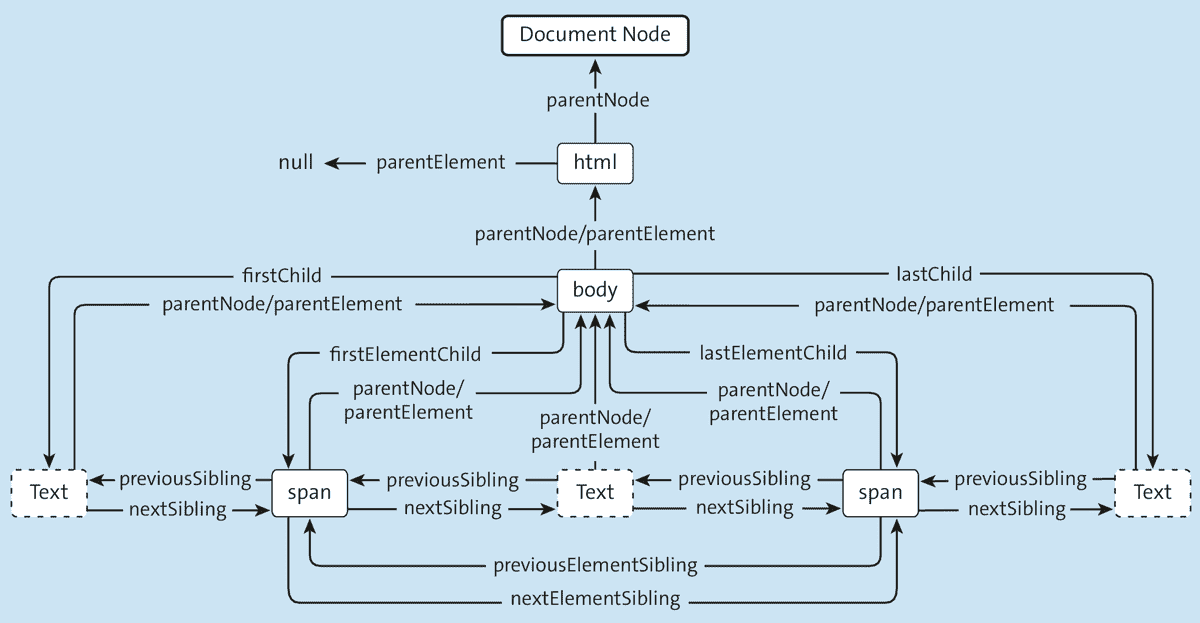 Document Node
parentNode
null
parentElement
html
parentNode/parentElement
firstChild
body
lastChild
parentNode/parentElement
parentNode/parentElement
firstElementChild
lastElementChild
parentNode/
parentElement
parentNode/
parentElement
parentNode/
parentElement
Text
previousSibling
nextSibling
span
previousSibling
nextSibling
Text
previousSibling
nextSibling
span
previousSibling
nextSibling
Text
previousElementSibling
nextElementSibling